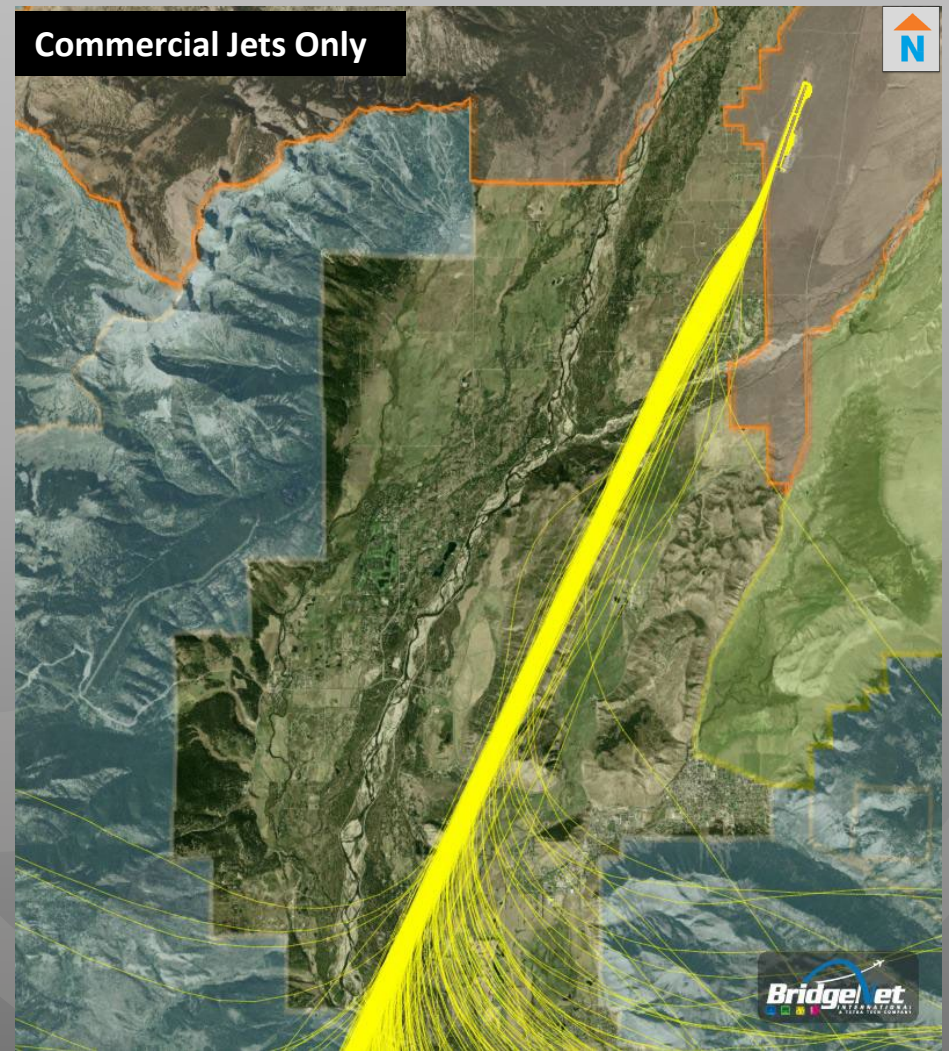 Commercial Jets Only
N
BridgeNet
INTERNATIONAL
A TETRA TECH COMPANY